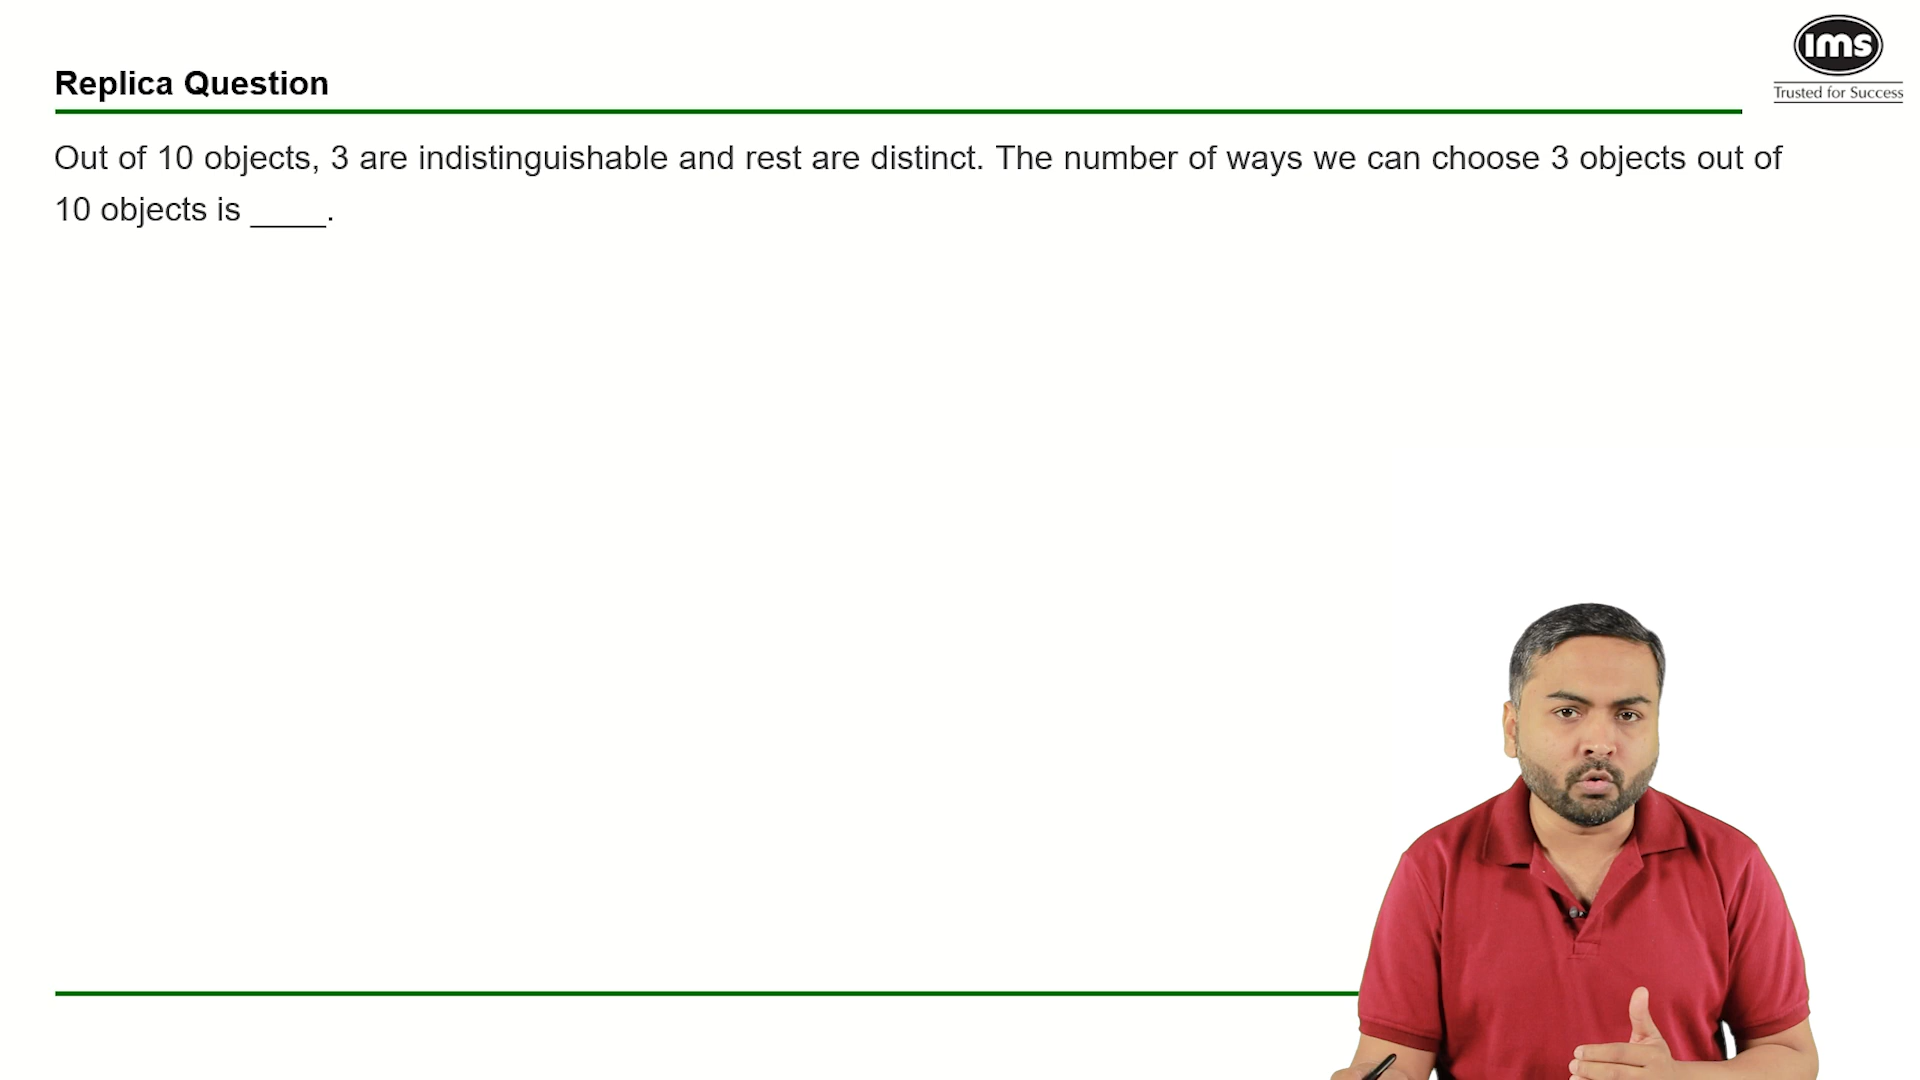 ims
Trusted for Success
Replica Question
Out of 10 objects, 3 are indistinguishable and rest are distinct. The number of ways we can choose 3 objects out of
10 objects is ____.